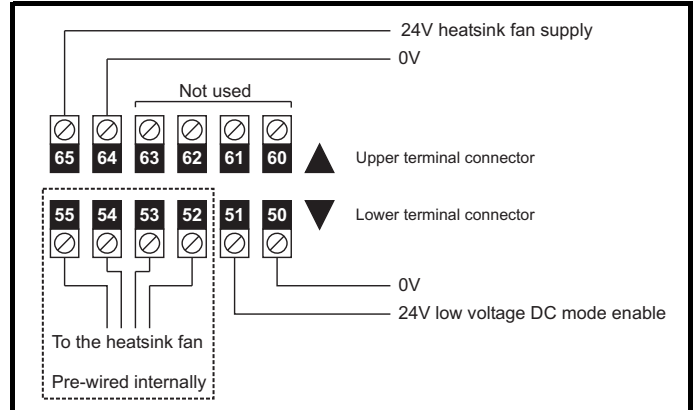 24V heatsink fan supply
0V
Not used
65 64 63 62 61 60
Upper terminal connector
55 54 53 52 51 50
Lower terminal connector
0V
24V low voltage DC mode enable
To the heatsink fan
Pre-wired internally